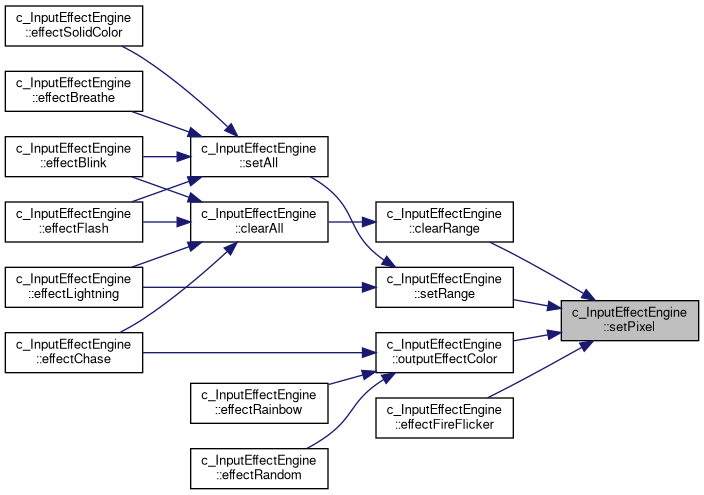 c_InputEffectEngine
::effectSolidColor
c_InputEffectEngine
::effectBreathe
c_InputEffectEngine
::effectBlink
c_InputEffectEngine
::setAll
c_InputEffectEngine
::effectFlash
c_InputEffectEngine
::clearAll
c_InputEffectEngine
::clearRange
c_InputEffectEngine
::effectLightning
c_InputEffectEngine
::setRange
c_InputEffectEngine
::setPixel
c_InputEffectEngine
::effectChase
c_InputEffectEngine
::outputEffectColor
c_InputEffectEngine
::effectRainbow
c_InputEffectEngine
::effectFireFlicker
c_InputEffectEngine
::effectRandom